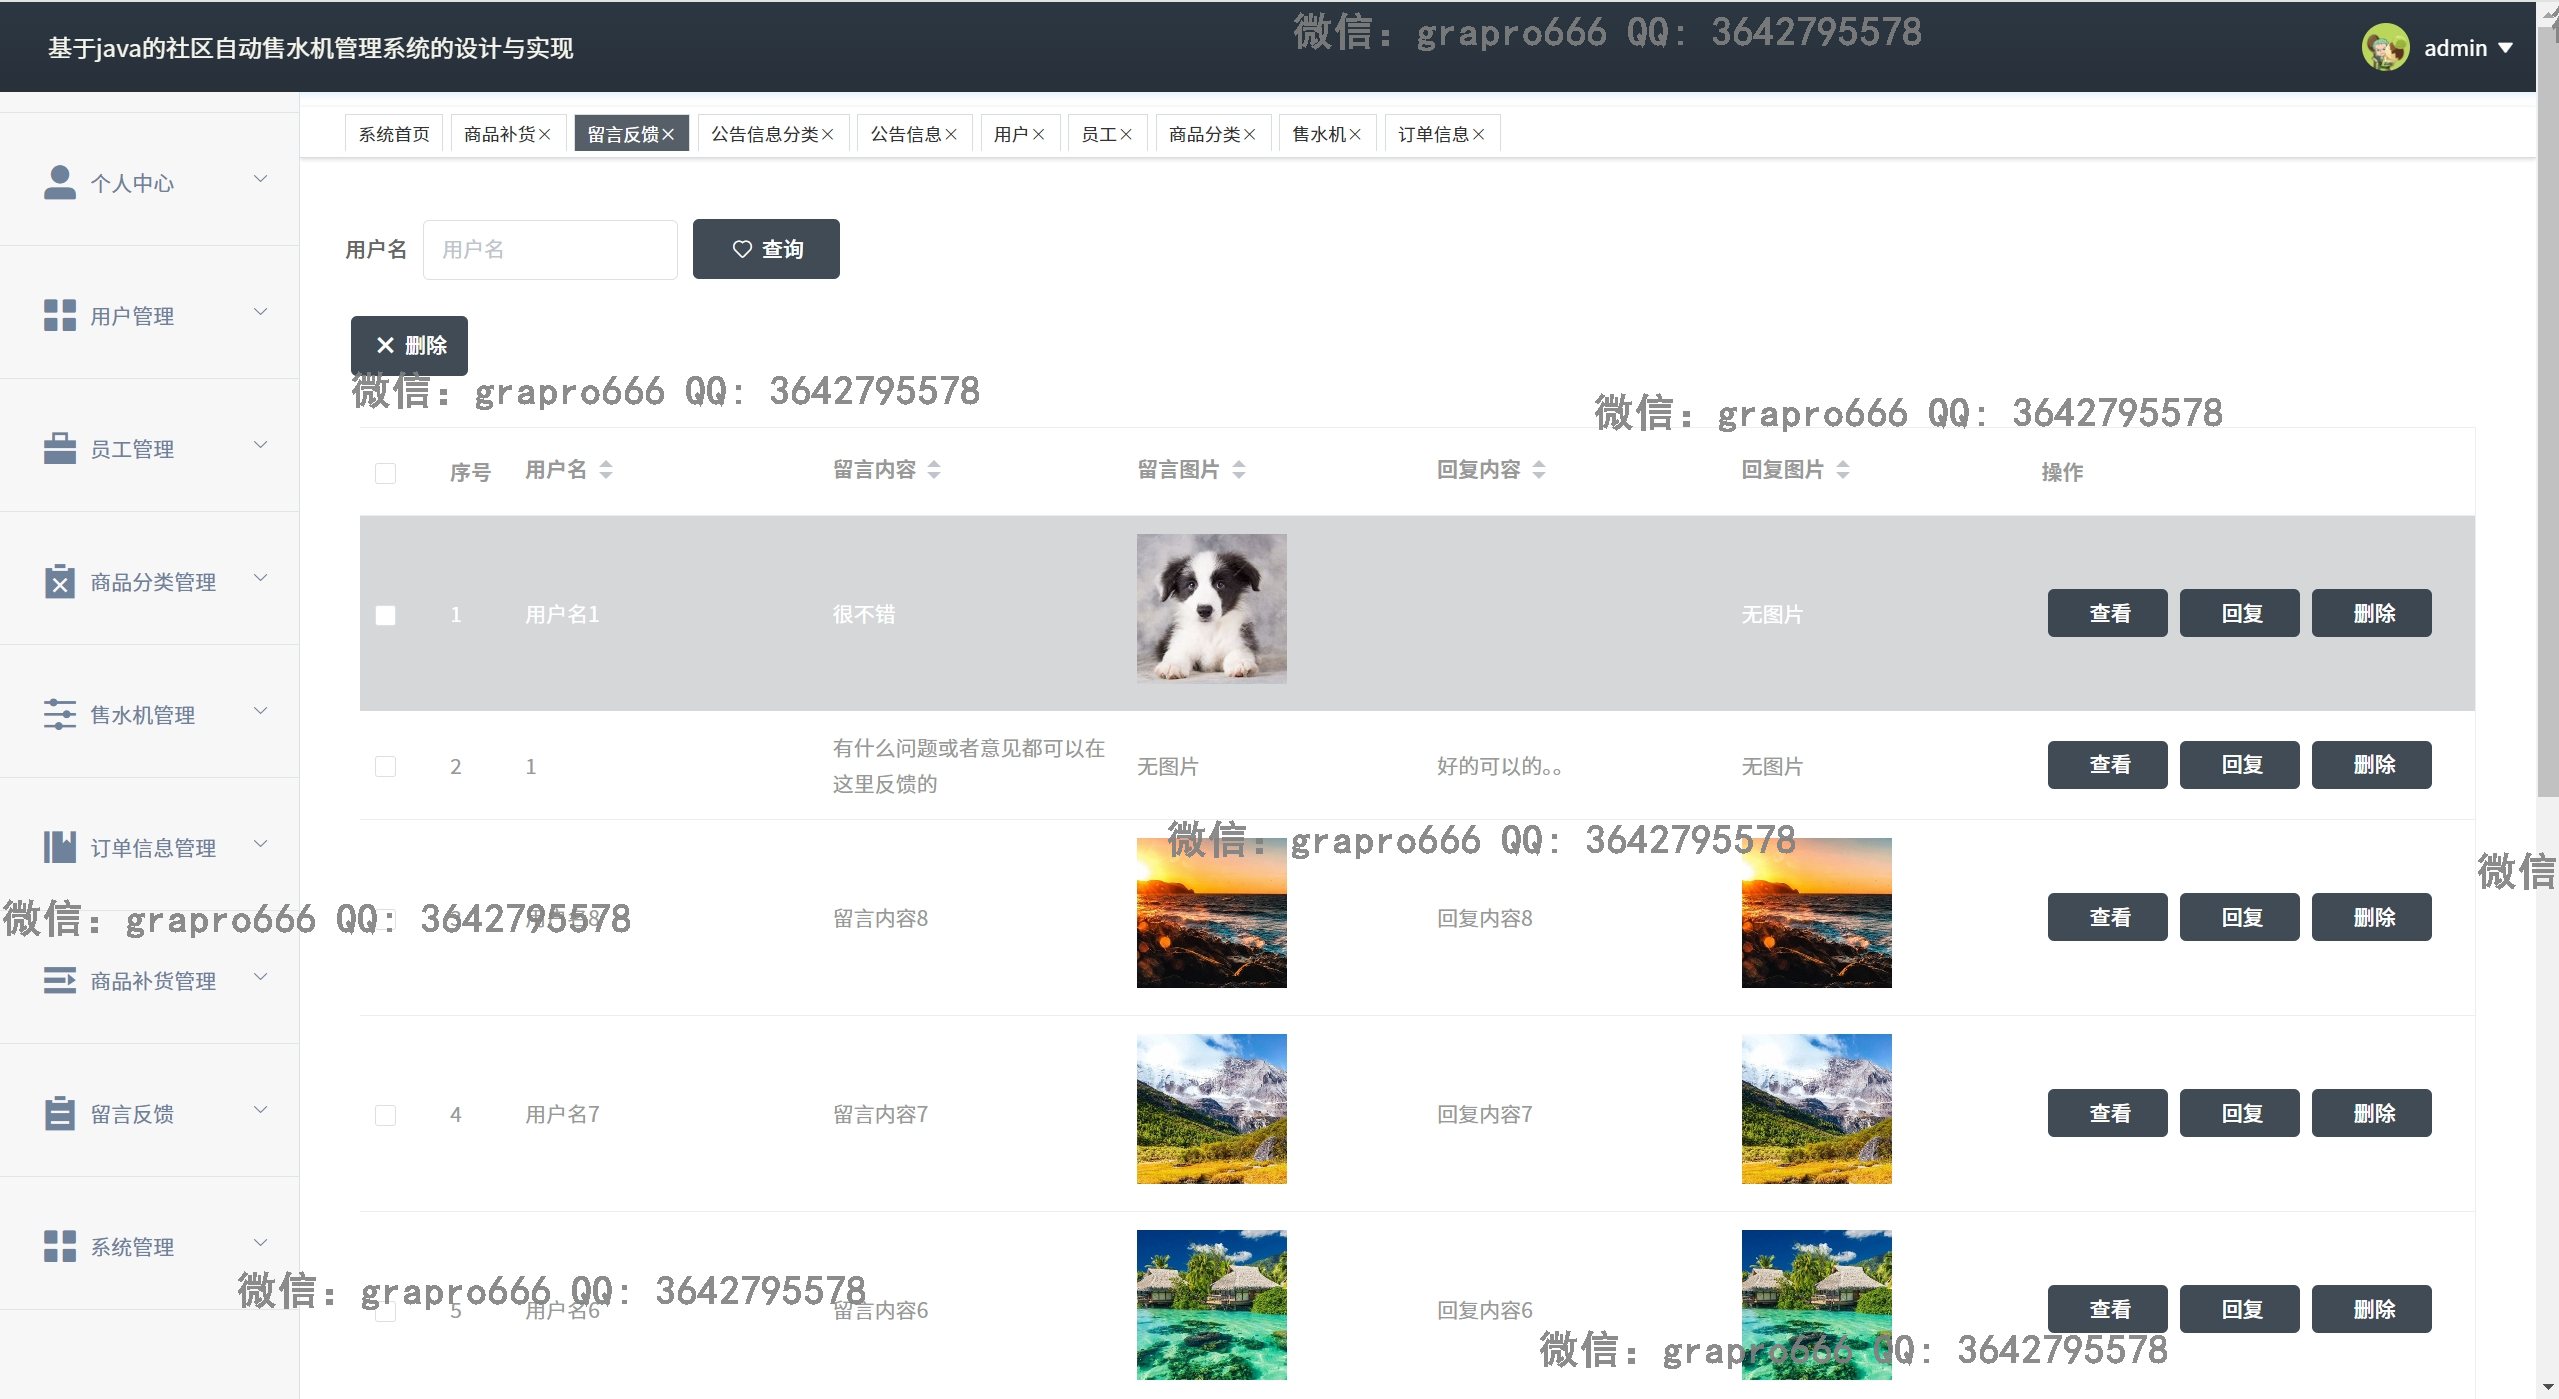 微信：grapro666 QQ: 3642795578
基于java的社区自动售水机管理系统的设计与实现
admin
系统首页 商品补货× 留言反馈× 公告信息分类× 公告信息× 用户× 员工× 商品分类× 售水机× 订单信息×
个人中心
用户管理
员工管理
商品分类管理
售水机管理
订单信息管理
商品补货管理
留言反馈
系统管理
用户名 用户名 查询
× 删除
微信：grapro666 QQ: 3642795578
微信：grapro666 QQ: 3642795578
序号 用户名 留言内容 留言图片 回复内容 回复图片 操作
1 用户名1 很不错 无图片 查看 回复 删除
2 1 有什么问题或者意见都可以在
这里反馈的 无图片 好的可以的。。 无图片 查看 回复 删除
微信：grapro666 QQ: 3642795578
微信
微信：grapro666 QQ: 3642795578
3 用户名8 留言内容8 回复内容8 查看 回复 删除
4 用户名7 留言内容7 回复内容7 查看 回复 删除
微信：grapro666 QQ: 3642795578
5 用户名6 留言内容6 回复内容6 查看 回复 删除
微信：grapro666 QQ: 3642795578